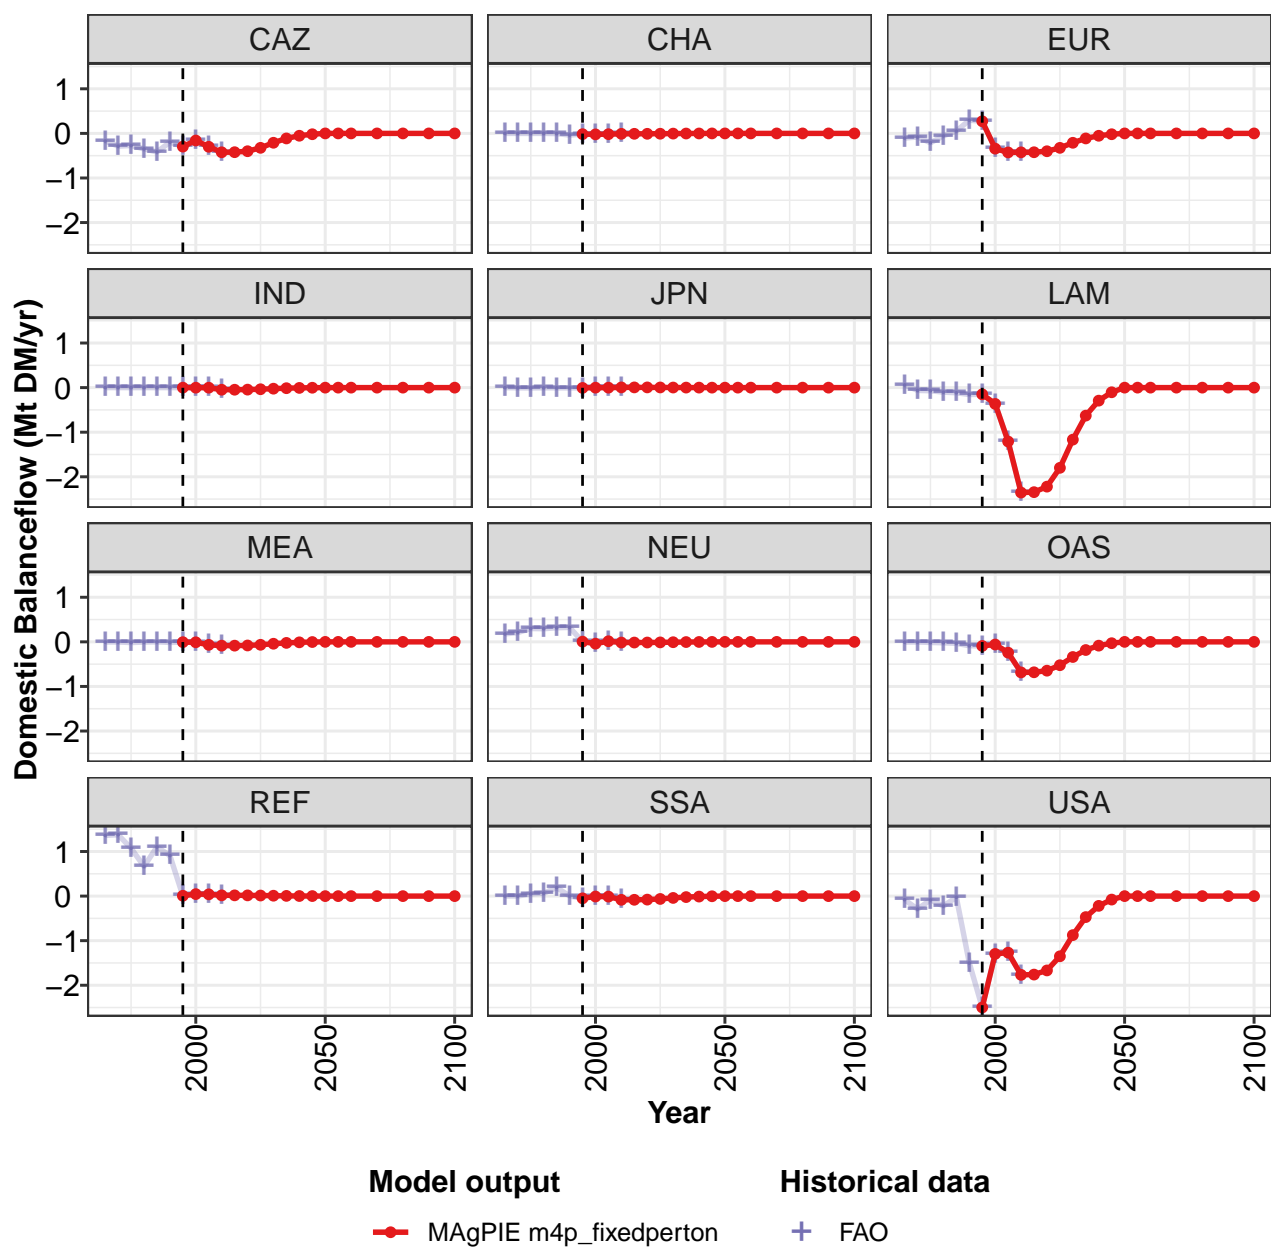 CAZ CHA EUR
1
0
−1
−2
IND JPN LAM
1
0
−1
−2
MEA NEU OAS
1
0
−1
−2
REF SSA USA
1
0
−1
−2
Domestic Balanceflow (Mt DM/yr)
2000 2050 2100 2000 2050 2100 2000 2050 2100
Year
Model output Historical data
MAgPIE m4p_fixedperton FAO